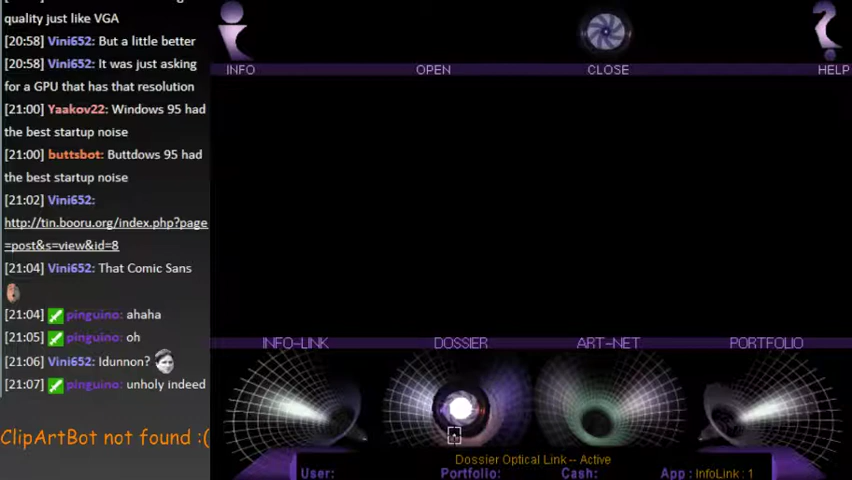 quality just like VGA
[20:58] Vini652: But a little better
[20:58] Vini652: It was just asking
for a GPU that has that resolution
[21:00] Yaakov22: Windows 95 had
the best startup noise
[21:00] buttsbot: Buttdows 95 had
the best startup noise
[21:02] Vini652:
http://tin.booru.org/index.php?page
=post&s=view&id=8
[21:04] Vini652: That Comic Sans
[21:04] pinguino: ahaha
[21:05] pinguino: oh
[21:06] Vini652: Idunnon?
[21:07] pinguino: unholy indeed
ClipArtBot not found :(
INFO OPEN CLOSE HELP
INFO-LINK DOSSIER ART-NET PORTFOLIO
Dossier Optical Link -- Active
User: Portfolio: Cash: App : InfoLink : 1